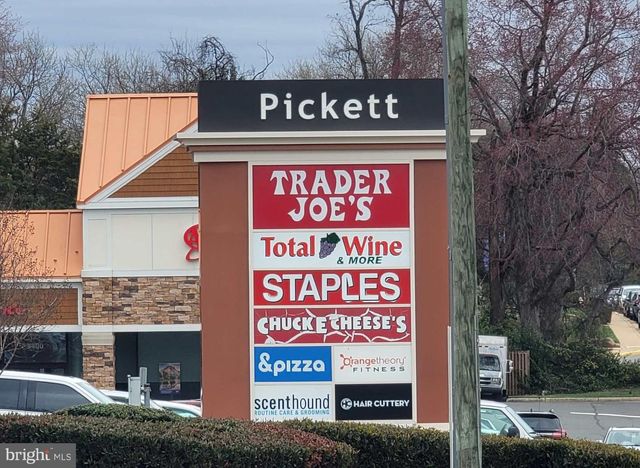 Pickett
TRADER
JOE'S
Total Wine
& MORE
STAPLES
CHUCK E CHEESE'S
&pizza
Orangetheory
FITNESS
scenthound
ROUTINE CARE & GROOMING
HAIR CUTTERY
bright MLS